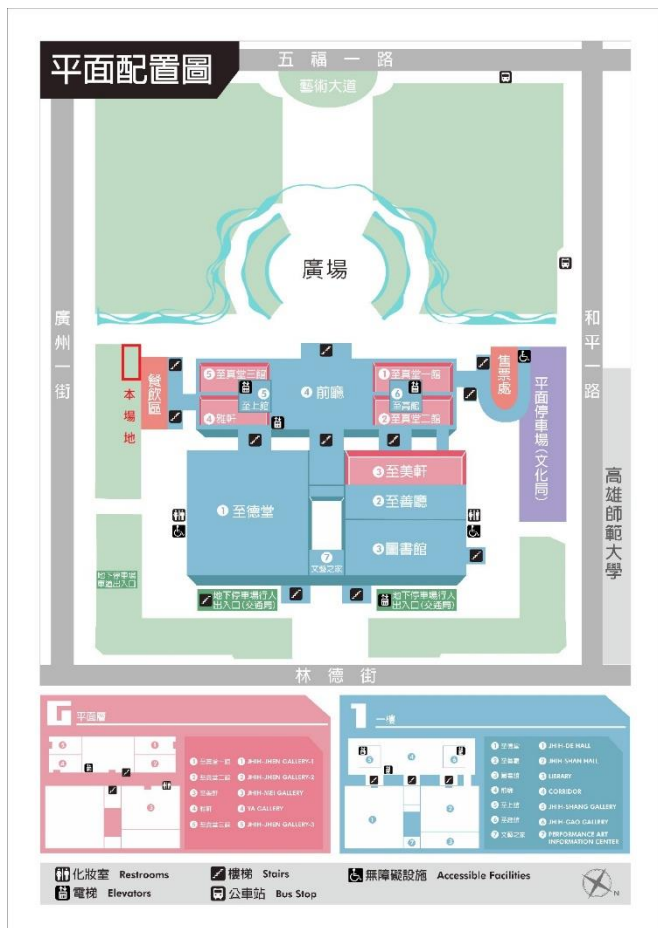 平面配置圖
五福一路
藝術大道
廣場
廣州一街
和平一路
本場地
餐飲區
⑤至真堂三館
④雅軒
⑤至上館
④前廳
①至真堂一館
⑥至高館
②至真堂二館
售票處
平面停車場(文化局)
高雄師範大學
①至德堂
③至美軒
②至善廳
③圖書館
⑦文藝之家
地下停車場
車道出入口
地下停車場行人
出入口(交通局)
地下停車場行人
出入口(交通局)
林德街
G 平面層
①至真堂一館 ① JHIH-JHEN GALLERY-1
②至真堂二館 ② JHIH-JHEN GALLERY-2
③至美軒 ③ JHIH-MEI GALLERY
④雅軒 ④ YA GALLERY
⑤至真堂三館 ⑤ JHIH-JHEN GALLERY-3
1 一樓
①至德堂 ① JHIH-DE HALL
②至善廳 ② JHIH-SHAN HALL
③圖書館 ③ LIBRARY
④前廳 ④ CORRIDOR
⑤至上館 ⑤ JHIH-SHANG GALLERY
⑥至高館 ⑥ JHIH-GAO GALLERY
⑦文藝之家 ⑦ PERFORMANCE ART
INFORMATION CENTER
化妝室 Restrooms
樓梯 Stairs
無障礙設施 Accessible Facilities
電梯 Elevators
公車站 Bus Stop
N